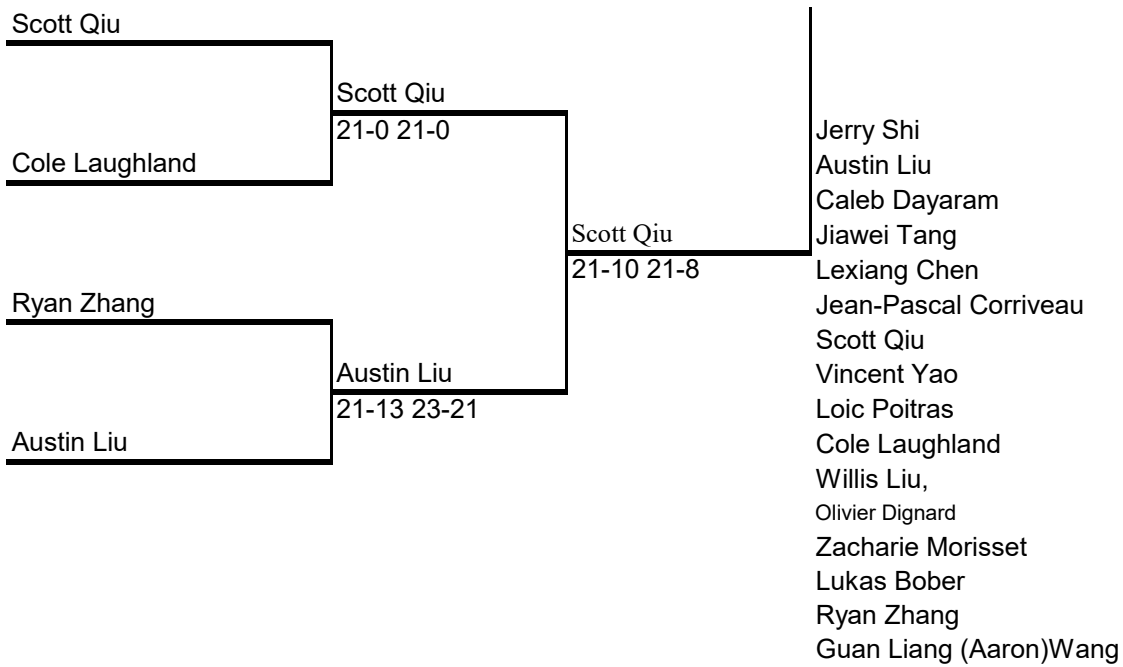 Scott Qiu
Scott Qiu
21-0 21-0
Cole Laughland
Scott Qiu
21-10 21-8
Ryan Zhang
Austin Liu
21-13 23-21
Austin Liu
Jerry Shi
Austin Liu
Caleb Dayaram
Jiawei Tang
Lexiang Chen
Jean-Pascal Corriveau
Scott Qiu
Vincent Yao
Loic Poitras
Cole Laughland
Willis Liu,
Olivier Dignard
Zacharie Morisset
Lukas Bober
Ryan Zhang
Guan Liang (Aaron)Wang